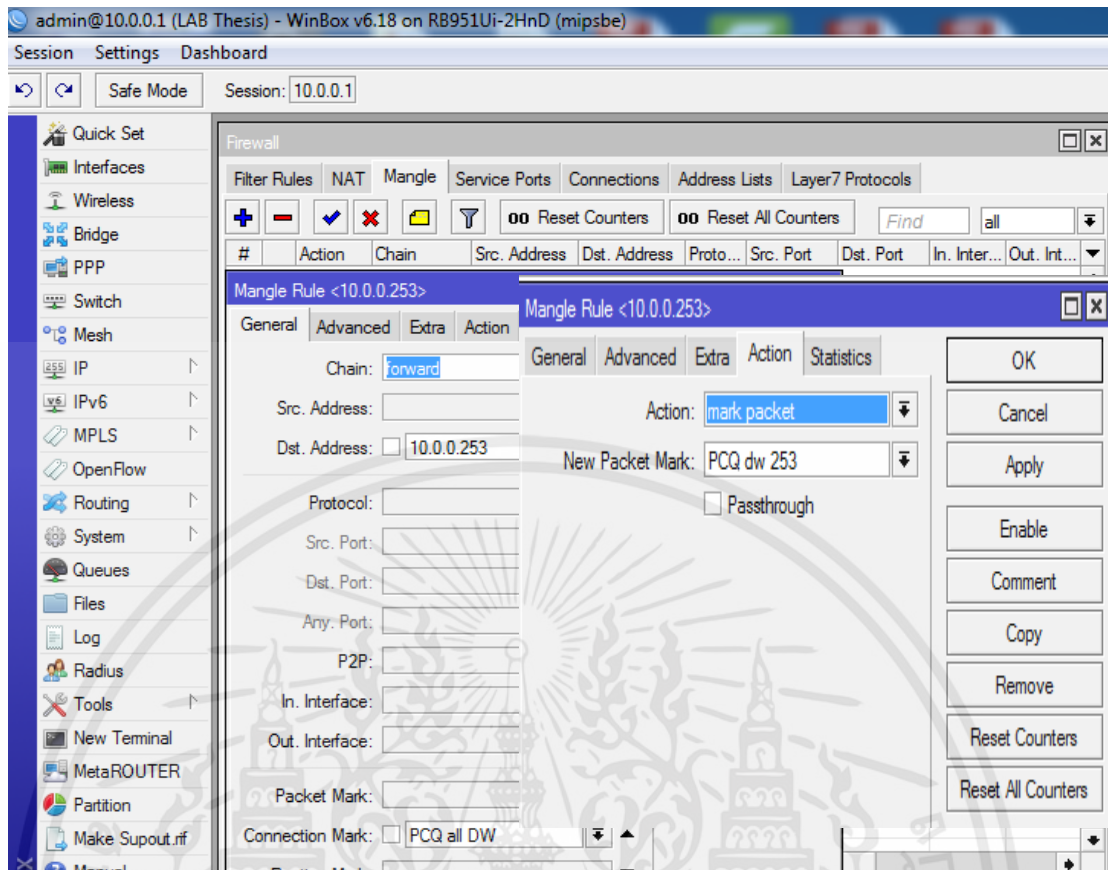 admin@10.0.0.1 (LAB Thesis) - WinBox v6.18 on RB951Ui-2HnD (mipsbe)
Session Settings Dashboard
Safe Mode Session: 10.0.0.1
Quick Set
Interfaces
Wireless
Bridge
PPP
Switch
Mesh
IP
IPv6
MPLS
OpenFlow
Routing
System
Queues
Files
Log
Radius
Tools
New Terminal
MetaROUTER
Partition
Make Supout.rif
Manual
Firewall
Filter Rules NAT Mangle Service Ports Connections Address Lists Layer7 Protocols
00 Reset Counters 00 Reset All Counters Find all
# Action Chain Src. Address Dst. Address Proto... Src. Port Dst. Port In. Inter... Out. Int...
Mangle Rule <10.0.0.253>
General Advanced Extra Action
Chain: forward
Src. Address:
Dst. Address: 10.0.0.253
Protocol:
Src. Port:
Dst. Port:
Any. Port:
P2P:
In. Interface:
Out. Interface:
Packet Mark:
Connection Mark: PCQ all DW
Mangle Rule <10.0.0.253>
General Advanced Extra Action Statistics
Action: mark packet
New Packet Mark: PCQ dw 253
Passthrough
OK
Cancel
Apply
Enable
Comment
Copy
Remove
Reset Counters
Reset All Counters